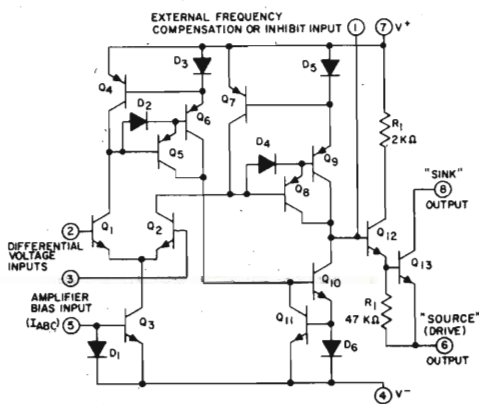 EXTERNAL FREQUENCY
COMPENSATION OR INHIBIT INPUT
1
7 V+
D3
D5
Q4
Q7
D2
Q6
R1
2KΩ
D4
Q9
Q5
Q8
"SINK"
8
OUTPUT
2
Q1
Q2
Q12
Q13
DIFFERENTIAL
VOLTAGE
INPUTS
3
Q10
AMPLIFIER
BIAS INPUT
(IABC) 5
Q3
Q11
R1
47 KΩ
"SOURCE"
(DRIVE)
6
OUTPUT
D1
D6
4 V-